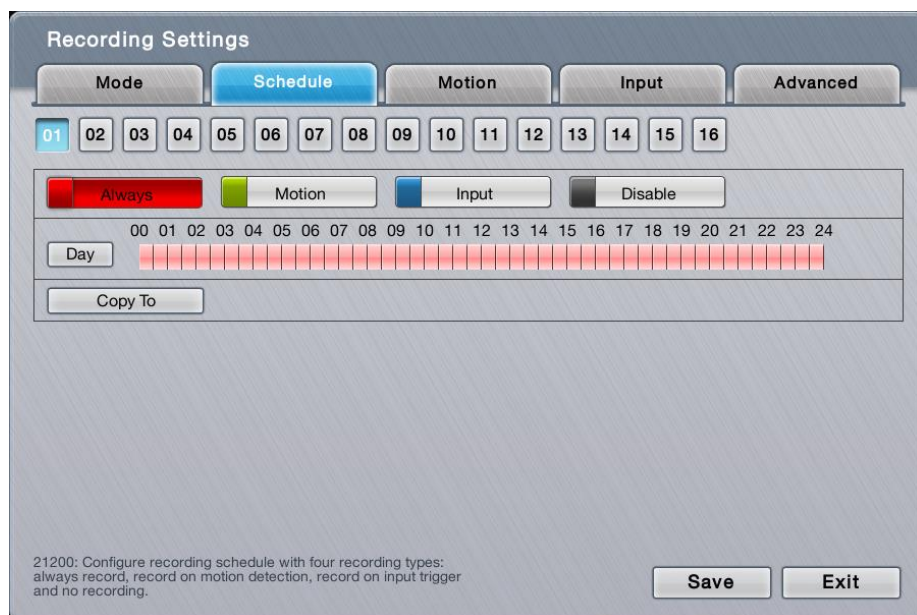 Recording Settings
Mode Schedule Motion Input Advanced
01 02 03 04 05 06 07 08 09 10 11 12 13 14 15 16
Always Motion Input Disable
00 01 02 03 04 05 06 07 08 09 10 11 12 13 14 15 16 17 18 19 20 21 22 23 24
Day
Copy To
21200: Configure recording schedule with four recording types:
always record, record on motion detection, record on input trigger
and no recording.
Save Exit